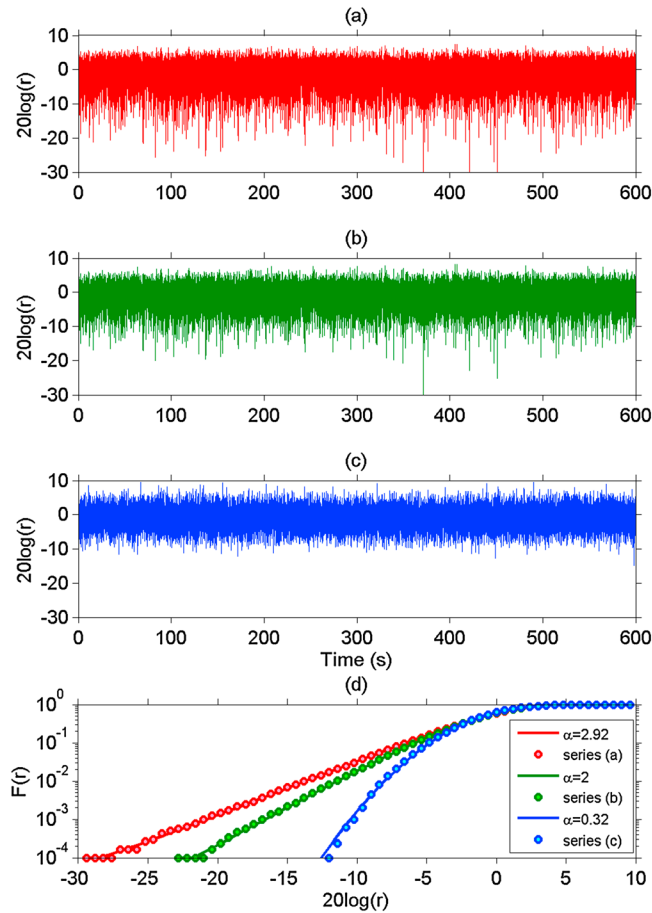 (a)
20log(r)
10
0
-10
-20
-30
0 100 200 300 400 500 600
(b)
20log(r)
10
0
-10
-20
-30
0 100 200 300 400 500 600
(c)
20log(r)
10
0
-10
-20
-30
0 100 200 300 400 500 600
Time (s)
(d)
F(r)
10^0
10^-1
10^-2
10^-3
10^-4
α=2.92
series (a)
α=2
series (b)
α=0.32
series (c)
-30 -25 -20 -15 -10 -5 0 5 10
20log(r)